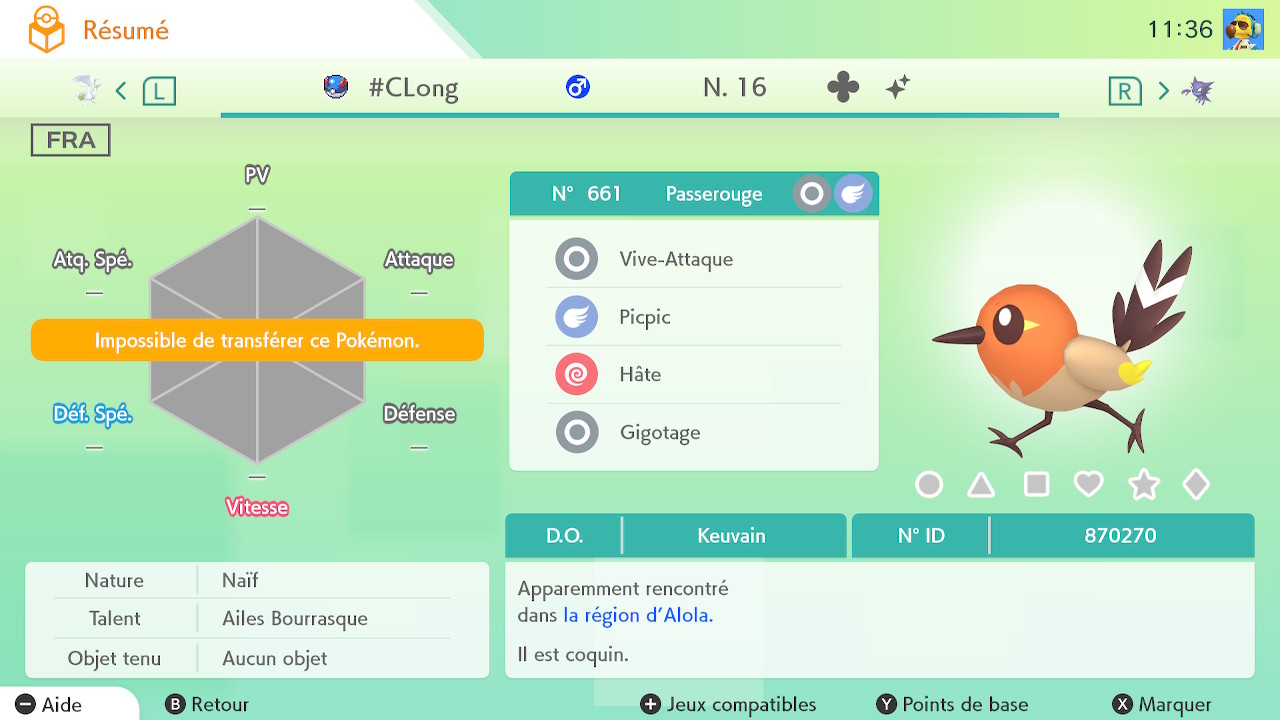 Résumé
11:36
L
#CLong
N. 16
R
FRA
PV
Atq. Spé.
Attaque
Impossible de transférer ce Pokémon.
Déf. Spé.
Défense
Vitesse
N° 661 Passerouge
Vive-Attaque
Picpic
Hâte
Gigotage
D.O. Keuvain
N° ID 870270
Nature Naïf
Talent Ailes Bourrasque
Objet tenu Aucun objet
Apparemment rencontré
dans la région d'Alola.
Il est coquin.
Aide
B Retour
Jeux compatibles
Y Points de base
X Marquer